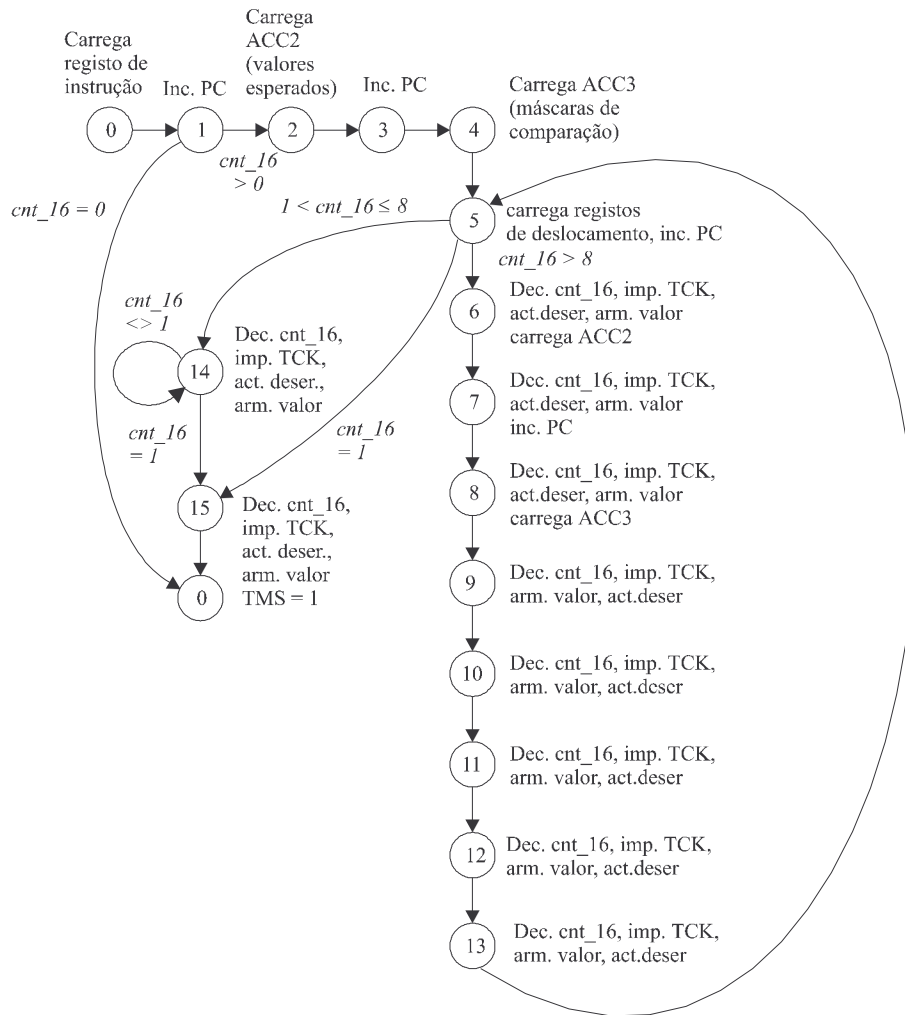 Carrega
registo de
instrução
Inc. PC
Carrega
ACC2
(valores
esperados)
Inc. PC
Carrega ACC3
(máscaras de
comparação)
0
1
2
3
4
cnt_16
> 0
cnt_16 = 0
1 < cnt_16 ≤ 8
5
carrega registos
de deslocamento, inc. PC
cnt_16 > 8
6
Dec. cnt_16, imp. TCK,
act.deser, arm. valor
carrega ACC2
cnt_16
<> 1
14
Dec. cnt_16,
imp. TCK,
act. deser.,
arm. valor
7
Dec. cnt_16, imp. TCK,
act.deser, arm. valor
inc. PC
cnt_16
= 1
cnt_16
= 1
15
Dec. cnt_16,
imp. TCK,
act. deser.,
arm. valor
TMS = 1
8
Dec. cnt_16, imp. TCK,
act.deser, arm. valor
carrega ACC3
0
9
Dec. cnt_16, imp. TCK,
arm. valor, act.deser
10
Dec. cnt_16, imp. TCK,
arm. valor, act.deser
11
Dec. cnt_16, imp. TCK,
arm. valor, act.deser
12
Dec. cnt_16, imp. TCK,
arm. valor, act.deser
13
Dec. cnt_16, imp. TCK,
arm. valor, act.deser